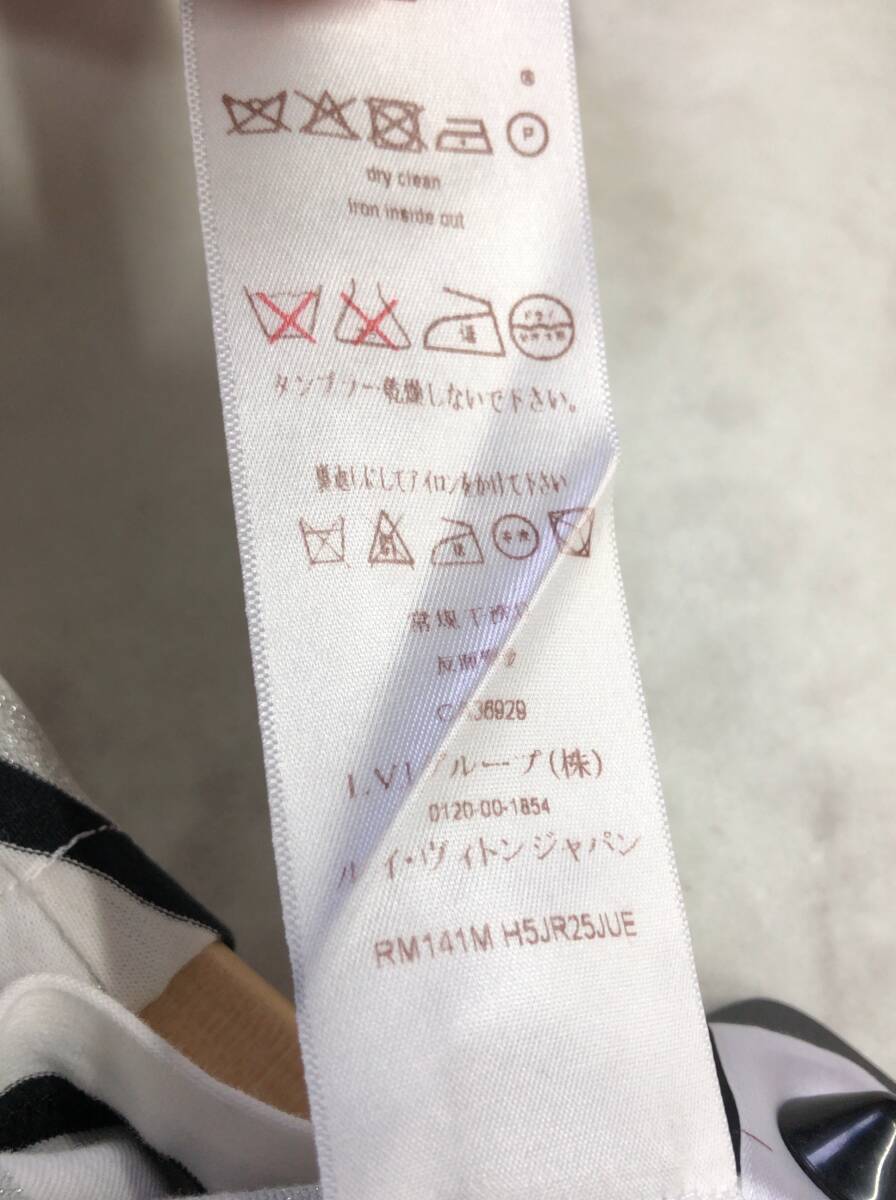 P
dry clean
iron inside out
タンブラー乾燥しないで下さい。
裏返しにしてアイロンをかけて下さい
CA36929
LVJグループ(株)
0120-00-1854
ルイ・ヴィトンジャパン
RM141M H5JR25JUE